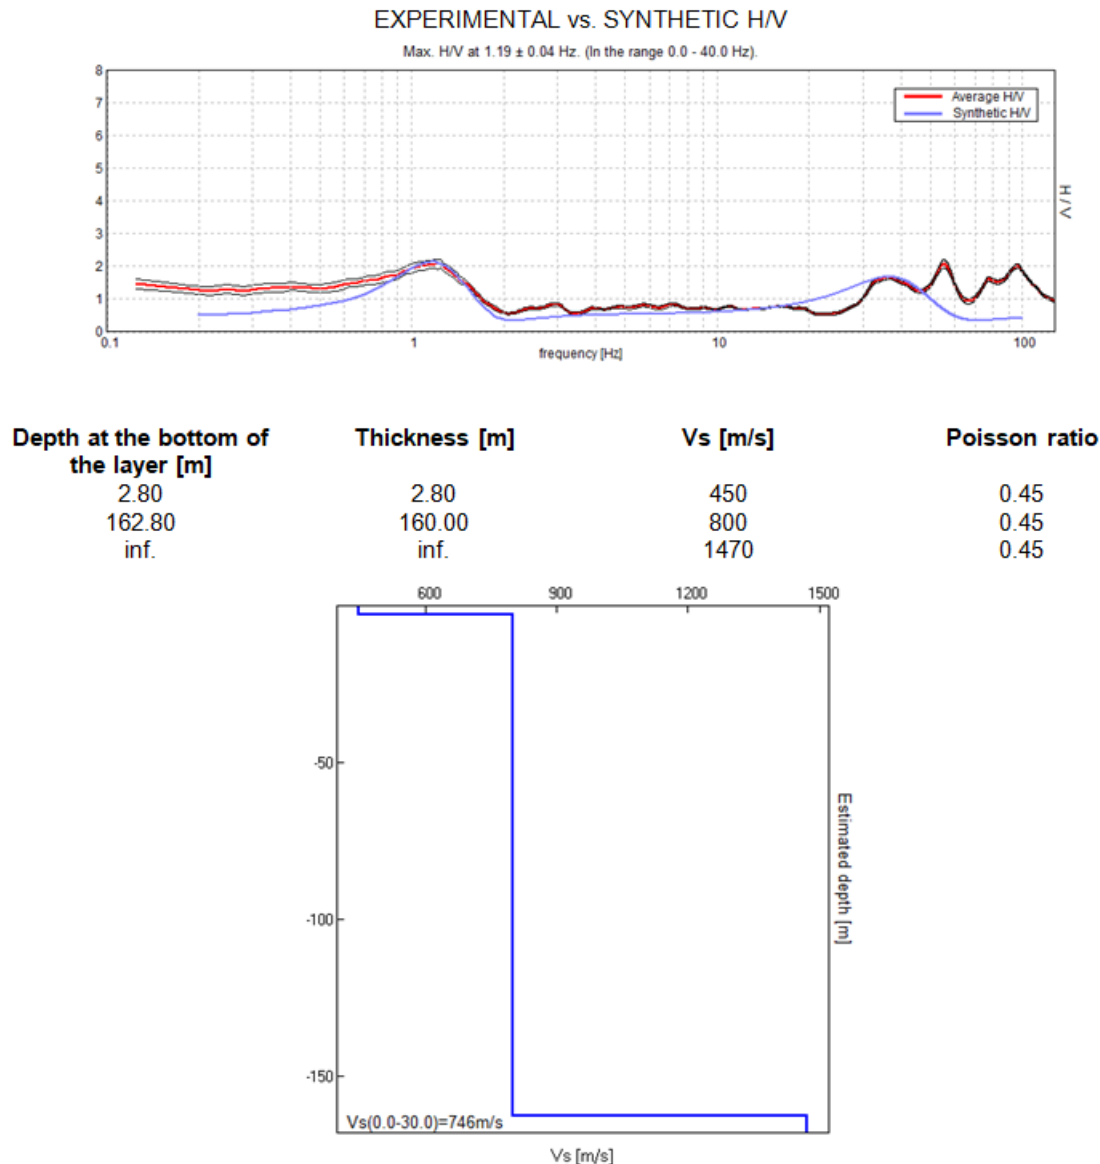 EXPERIMENTAL vs. SYNTHETIC H/V
Max. H/V at 1.19 ± 0.04 Hz. (In the range 0.0 - 40.0 Hz).
8
7
6
5
4
3
2
1
0
Average H/V
Synthetic H/V
H / V
0.1 1 10 100
frequency [Hz]
Depth at the bottom of
the layer [m]
Thickness [m] Vs [m/s] Poisson ratio
2.80 2.80 450 0.45
162.80 160.00 800 0.45
inf. inf. 1470 0.45
600 900 1200 1500
-50
-100
-150
Estimated depth [m]
Vs(0.0-30.0)=746m/s
Vs [m/s]